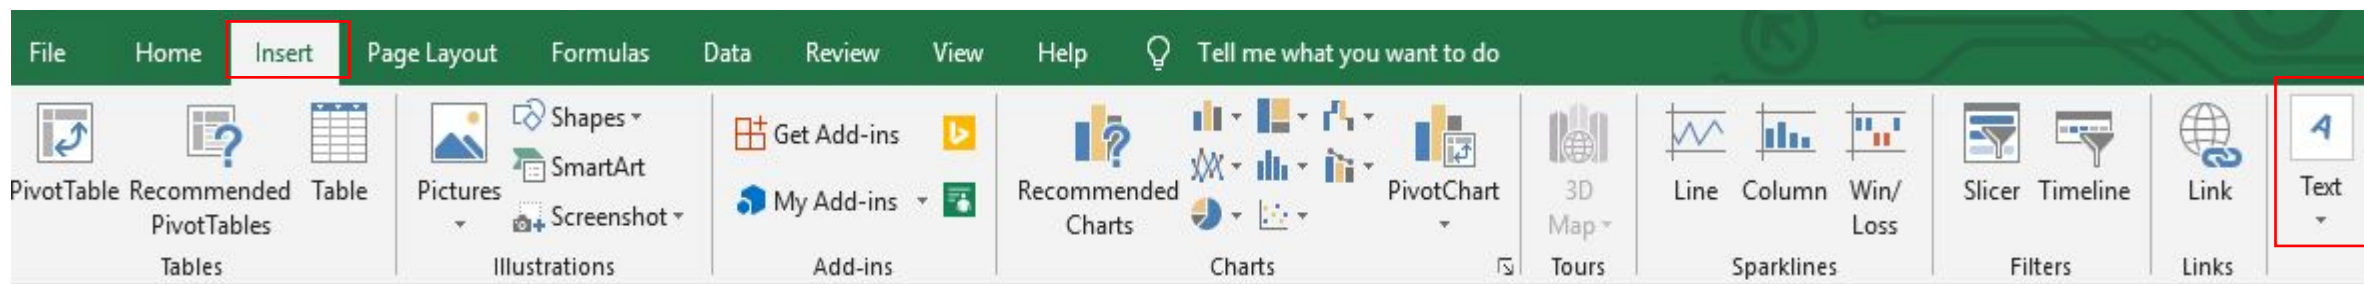 File Home Insert Page Layout Formulas Data Review View Help Tell me what you want to do
PivotTable
Recommended
PivotTables
Table
Tables
Pictures
Shapes
SmartArt
Screenshot
Illustrations
Get Add-ins
My Add-ins
Add-ins
Recommended
Charts
PivotChart
Charts
3D
Map
Tours
Line
Column
Win/
Loss
Sparklines
Slicer
Timeline
Filters
Link
Links
A
Text